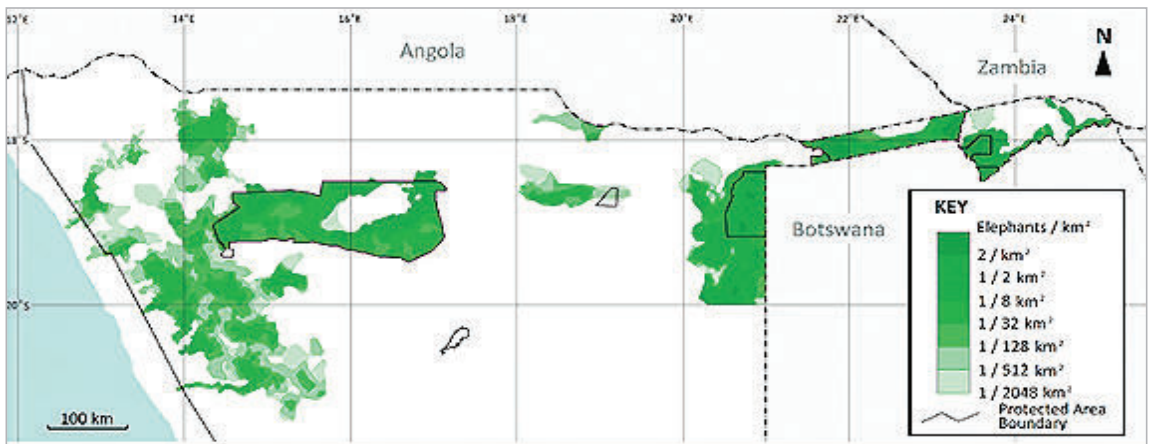 12°E
14°E
16°E
18°E
20°E
22°E
24°E
Angola
Zambia
N
18°S
Botswana
20°S
100 km
KEY
Elephants / km²
2 / km²
1 / 2 km²
1 / 8 km²
1 / 32 km²
1 / 128 km²
1 / 512 km²
1 / 2048 km²
Protected Area
Boundary